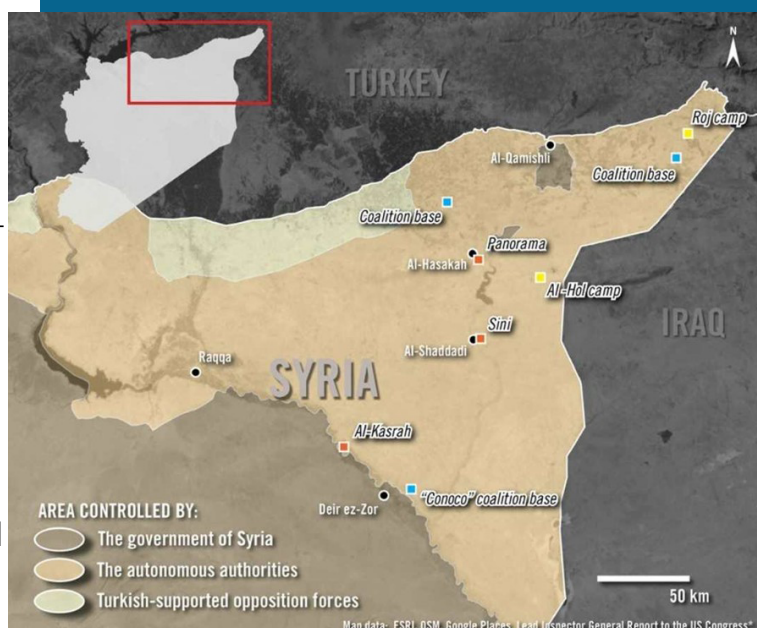 N
TURKEY
Roj camp
Al-Qamishli
Coalition base
Coalition base
Panorama
Al-Hasakah
Al-Hol camp
IRAQ
Sini
Al-Shaddadi
Raqqa
SYRIA
Al-Kasrah
"Conoco" coalition base
Deir ez-Zor
AREA CONTROLLED BY:
The government of Syria
The autonomous authorities
Turkish-supported opposition forces
50 km
Map data: ESRI, OSM, Google Places, Lead Inspector General Report to the US Congress*